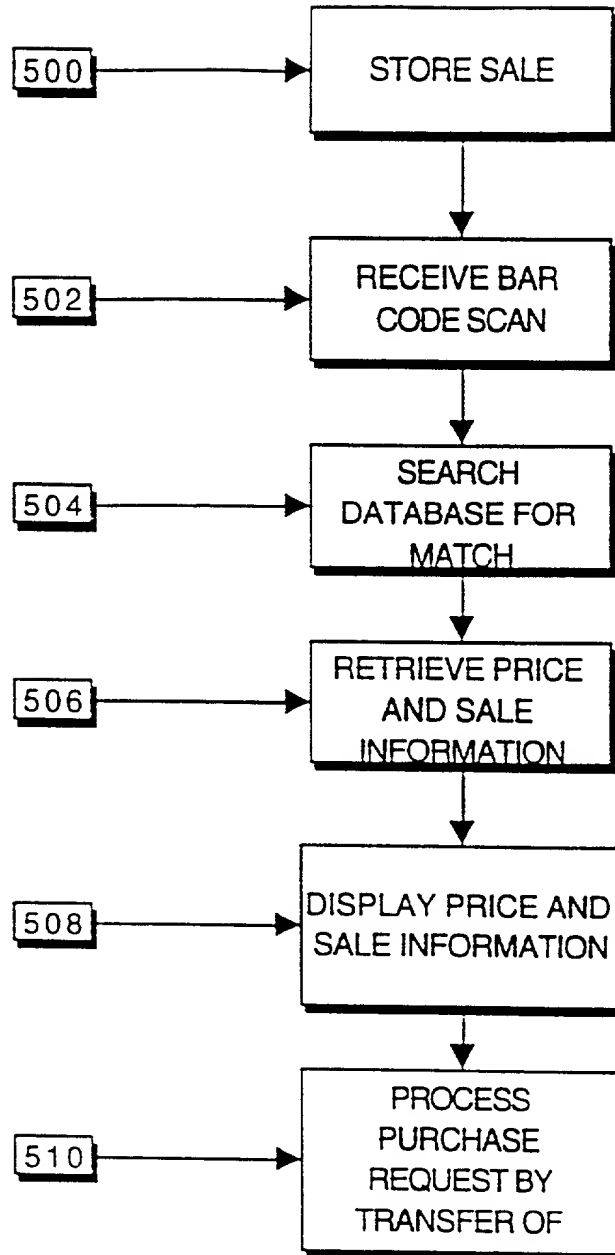 500
STORE SALE
502
RECEIVE BAR
CODE SCAN
504
SEARCH
DATABASE FOR
MATCH
506
RETRIEVE PRICE
AND SALE
INFORMATION
508
DISPLAY PRICE AND
SALE INFORMATION
510
PROCESS
PURCHASE
REQUEST BY
TRANSFER OF